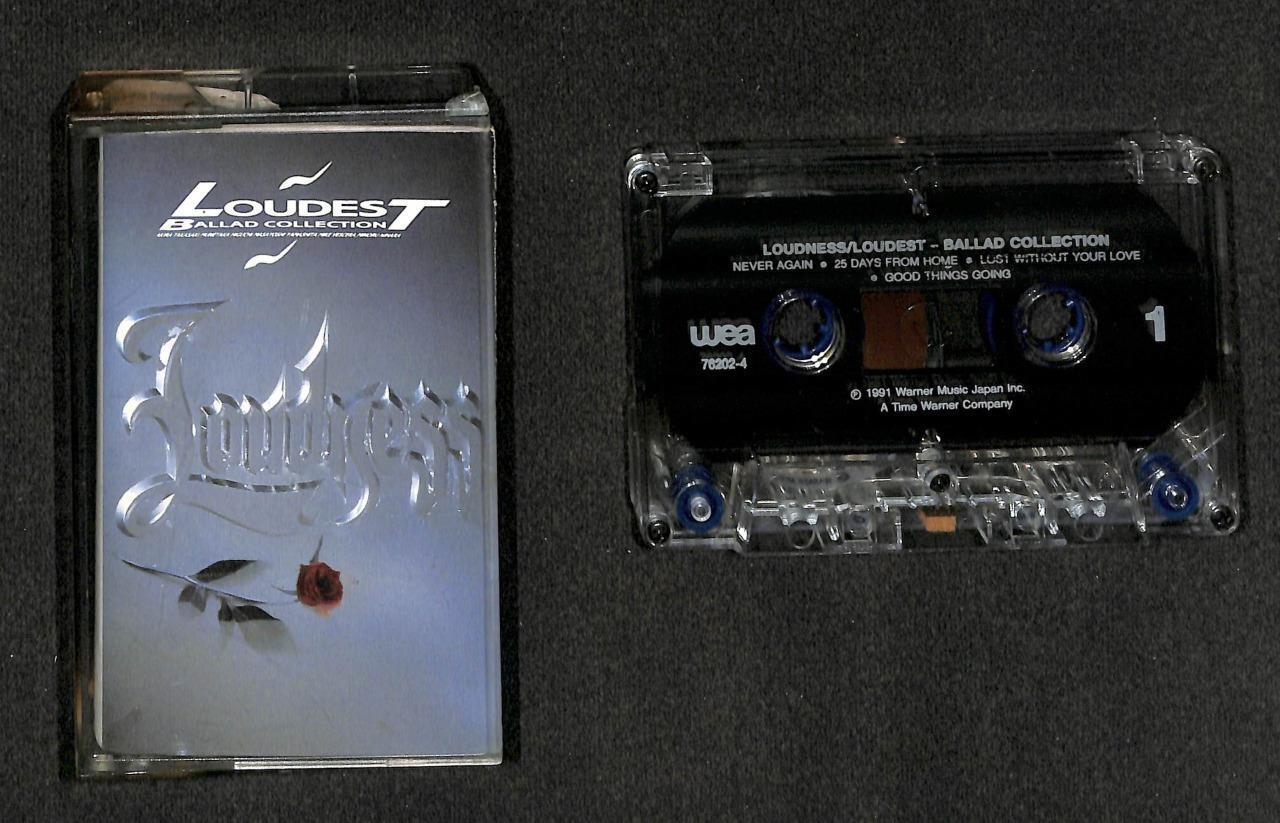 LOUDEST
BALLAD COLLECTION
Loudness
LOUDNESS/LOUDEST – BALLAD COLLECTION
NEVER AGAIN ● 25 DAYS FROM HOME ● LOST WITHOUT YOUR LOVE
● GOOD THINGS GOING
wea
76202-4
1
℗ 1991 Warner Music Japan Inc.
A Time Warner Company